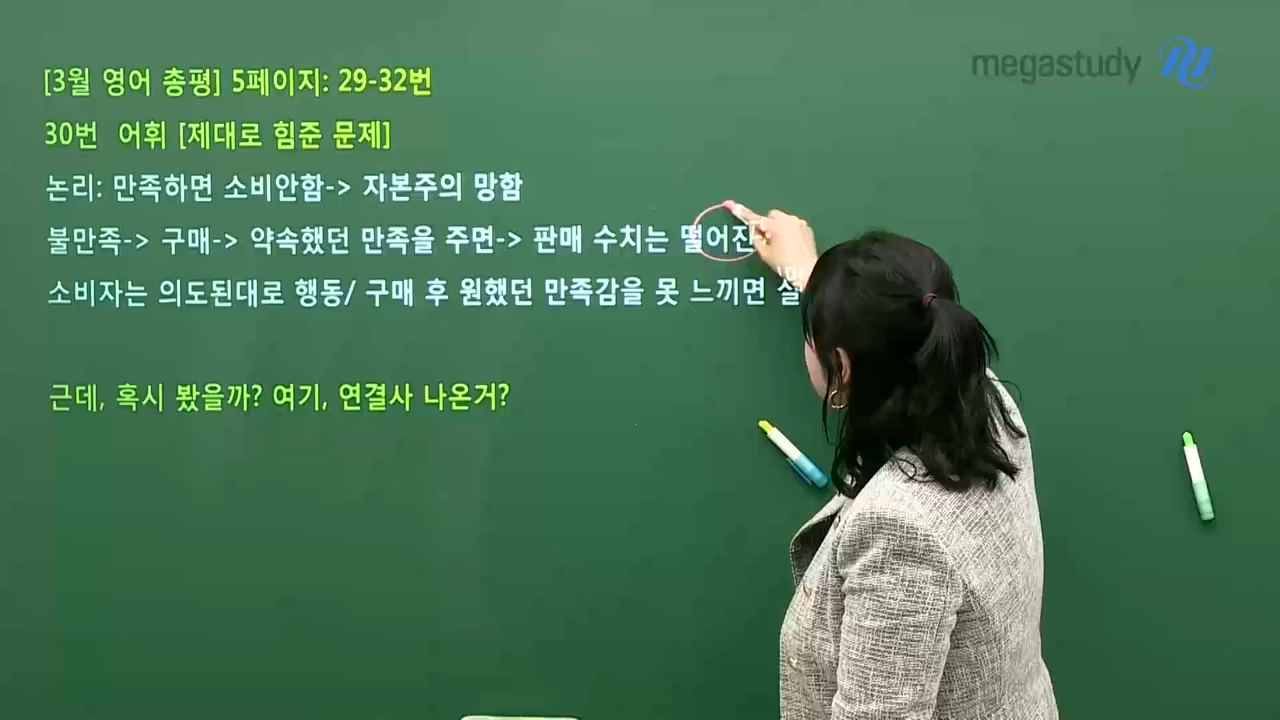 megastudy
[3월 영어 총평] 5페이지: 29-32번
30번 어휘 [제대로 힘준 문제]
논리: 만족하면 소비안함-> 자본주의 망함
불만족-> 구매-> 약속했던 만족을 주면-> 판매 수치는 떨어진
소비자는 의도된대로 행동/ 구매 후 원했던 만족감을 못 느끼면
근데, 혹시 봤을까? 여기, 연결사 나온거?